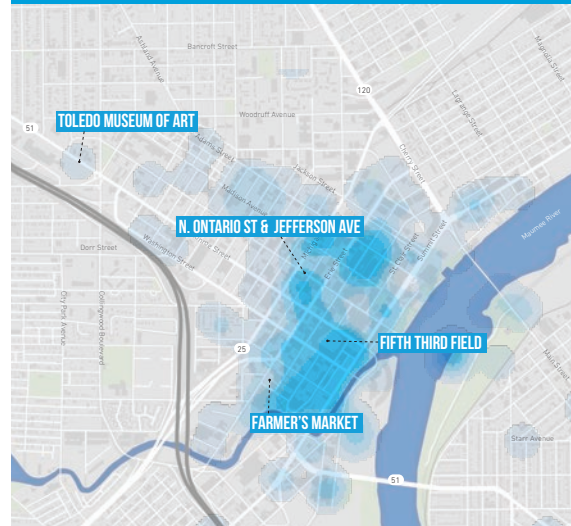 Bancroft Street
Ashland Avenue
Magnolia Street
120
Lagrange Street
Woodruff Avenue
TOLEDO MUSEUM OF ART
51
Adams Street
Cherry Street
Jackson Street
Madison Avenue
N. ONTARIO ST & JEFFERSON AVE
Summit Street
Maumee River
Dorr Street
Washington Street
Erie Street
City Park Avenue
Collingwood Boulevard
25
FIFTH THIRD FIELD
Main Street
FARMER'S MARKET
Starr Avenue
51